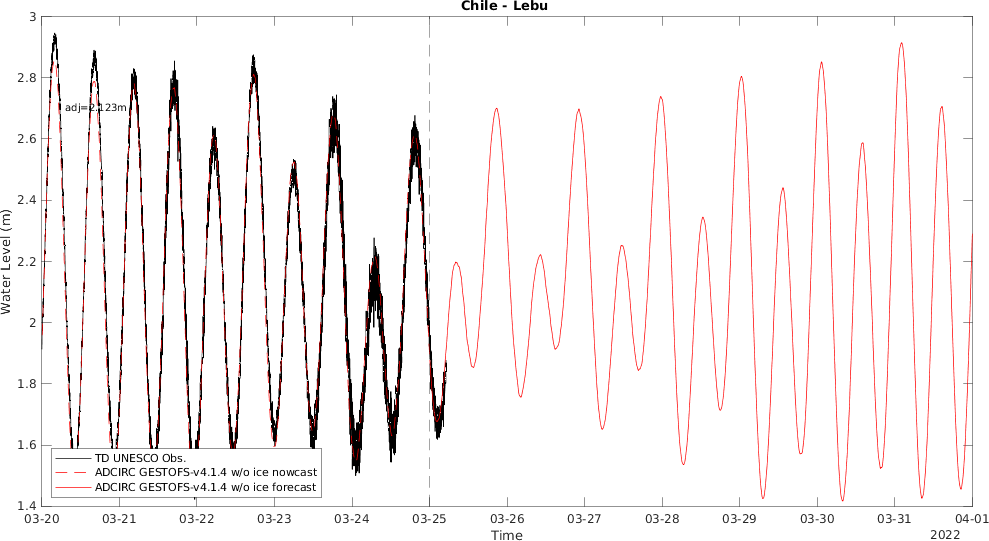 Chile - Lebu
3
2.8
2.6
2.4
2.2
2
1.8
1.6
1.4
Water Level (m)
adj=2.123m
TD UNESCO Obs.
ADCIRC GESTOFS-v4.1.4 w/o ice nowcast
ADCIRC GESTOFS-v4.1.4 w/o ice forecast
03-20 03-21 03-22 03-23 03-24 03-25 03-26 03-27 03-28 03-29 03-30 03-31 04-01
Time
2022